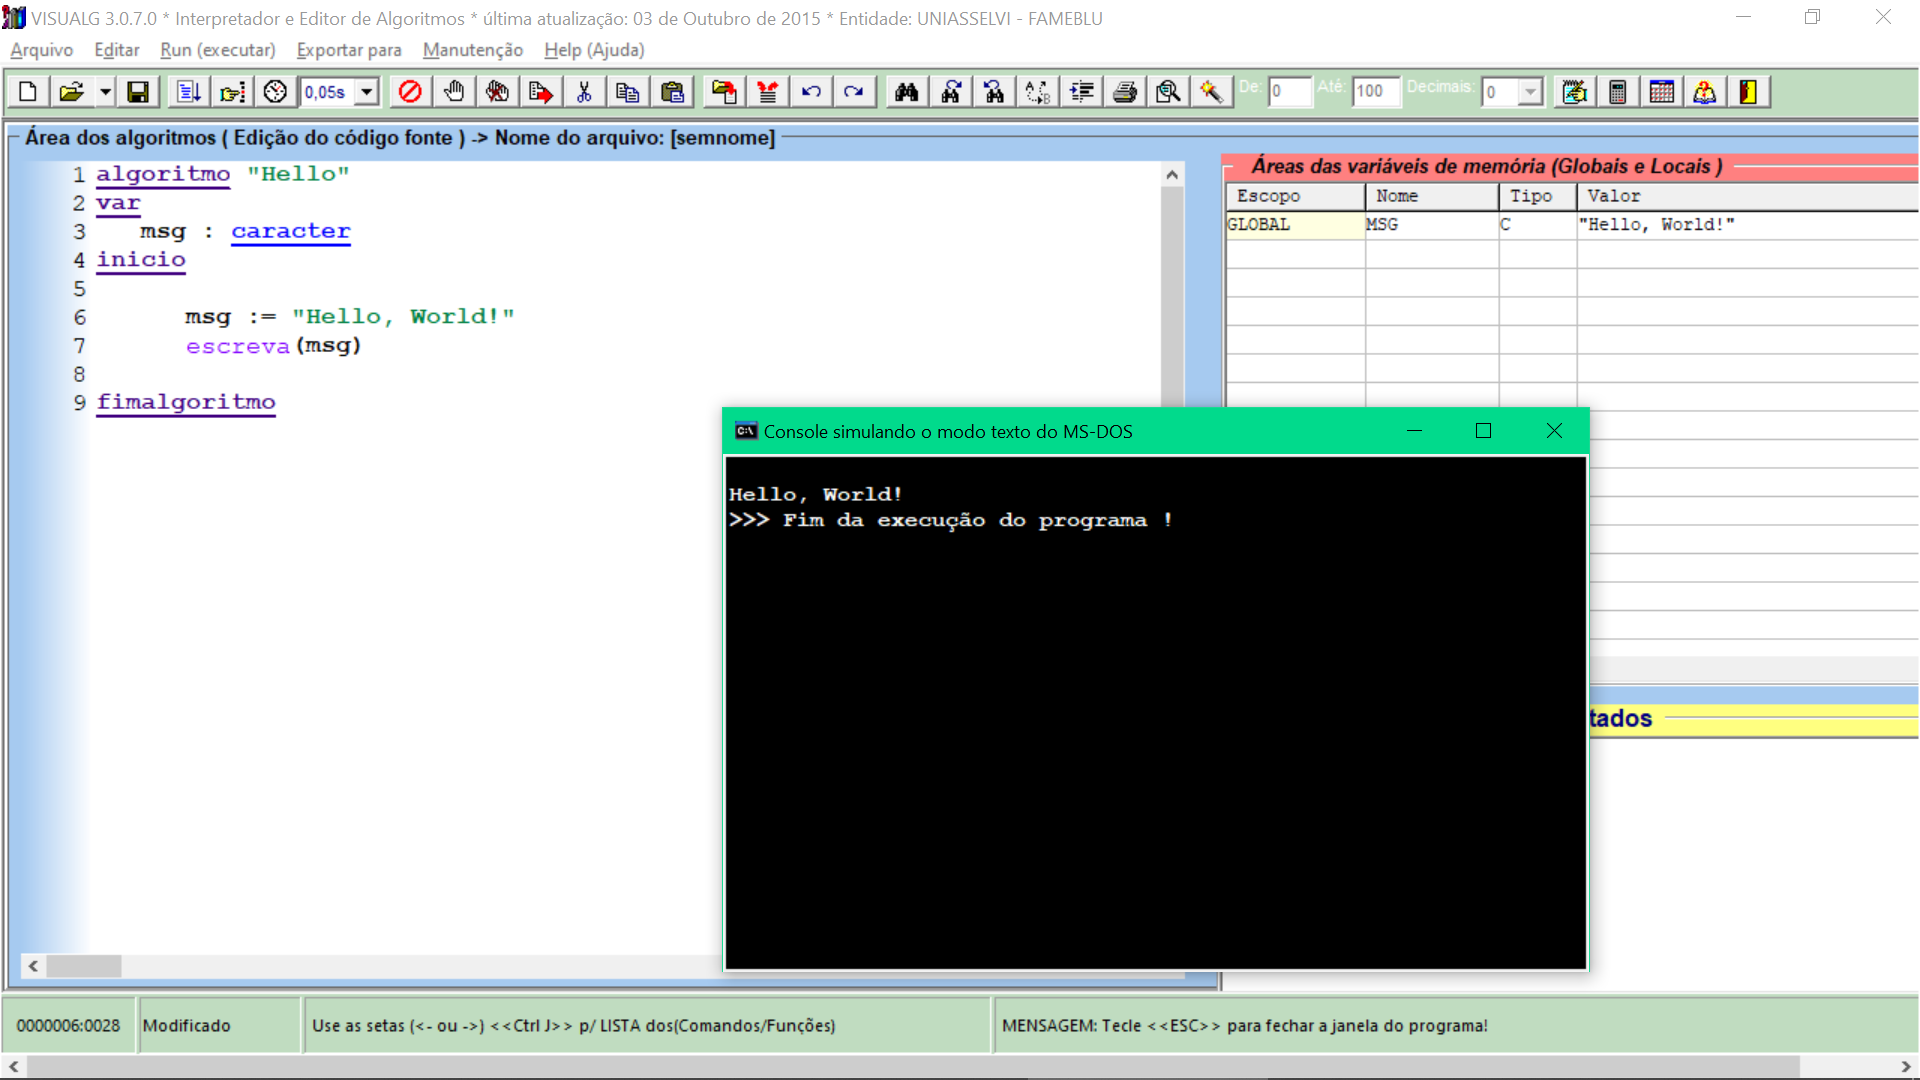 VISUALG 3.0.7.0 * Interpretador e Editor de Algoritmos * última atualização: 03 de Outubro de 2015 * Entidade: UNIASSELVI - FAMEBLU
Arquivo Editar Run (executar) Exportar para Manutenção Help (Ajuda)
0,05s De: 0 Até: 100 Decimais: 0
Área dos algoritmos ( Edição do código fonte ) -> Nome do arquivo: [semnome]
1 algoritmo "Hello"
2 var
3 msg : caracter
4 inicio
5
6 msg := "Hello, World!"
7 escreva(msg)
8
9 fimalgoritmo
Áreas das variáveis de memória (Globais e Locais )
Escopo Nome Tipo Valor
GLOBAL MSG C "Hello, World!"
C:\ Console simulando o modo texto do MS-DOS
Hello, World!
>>> Fim da execução do programa !
tados
0000006:0028 Modificado Use as setas (<- ou ->) <<Ctrl J>> p/ LISTA dos(Comandos/Funções) MENSAGEM: Tecle <<ESC>> para fechar a janela do programa!